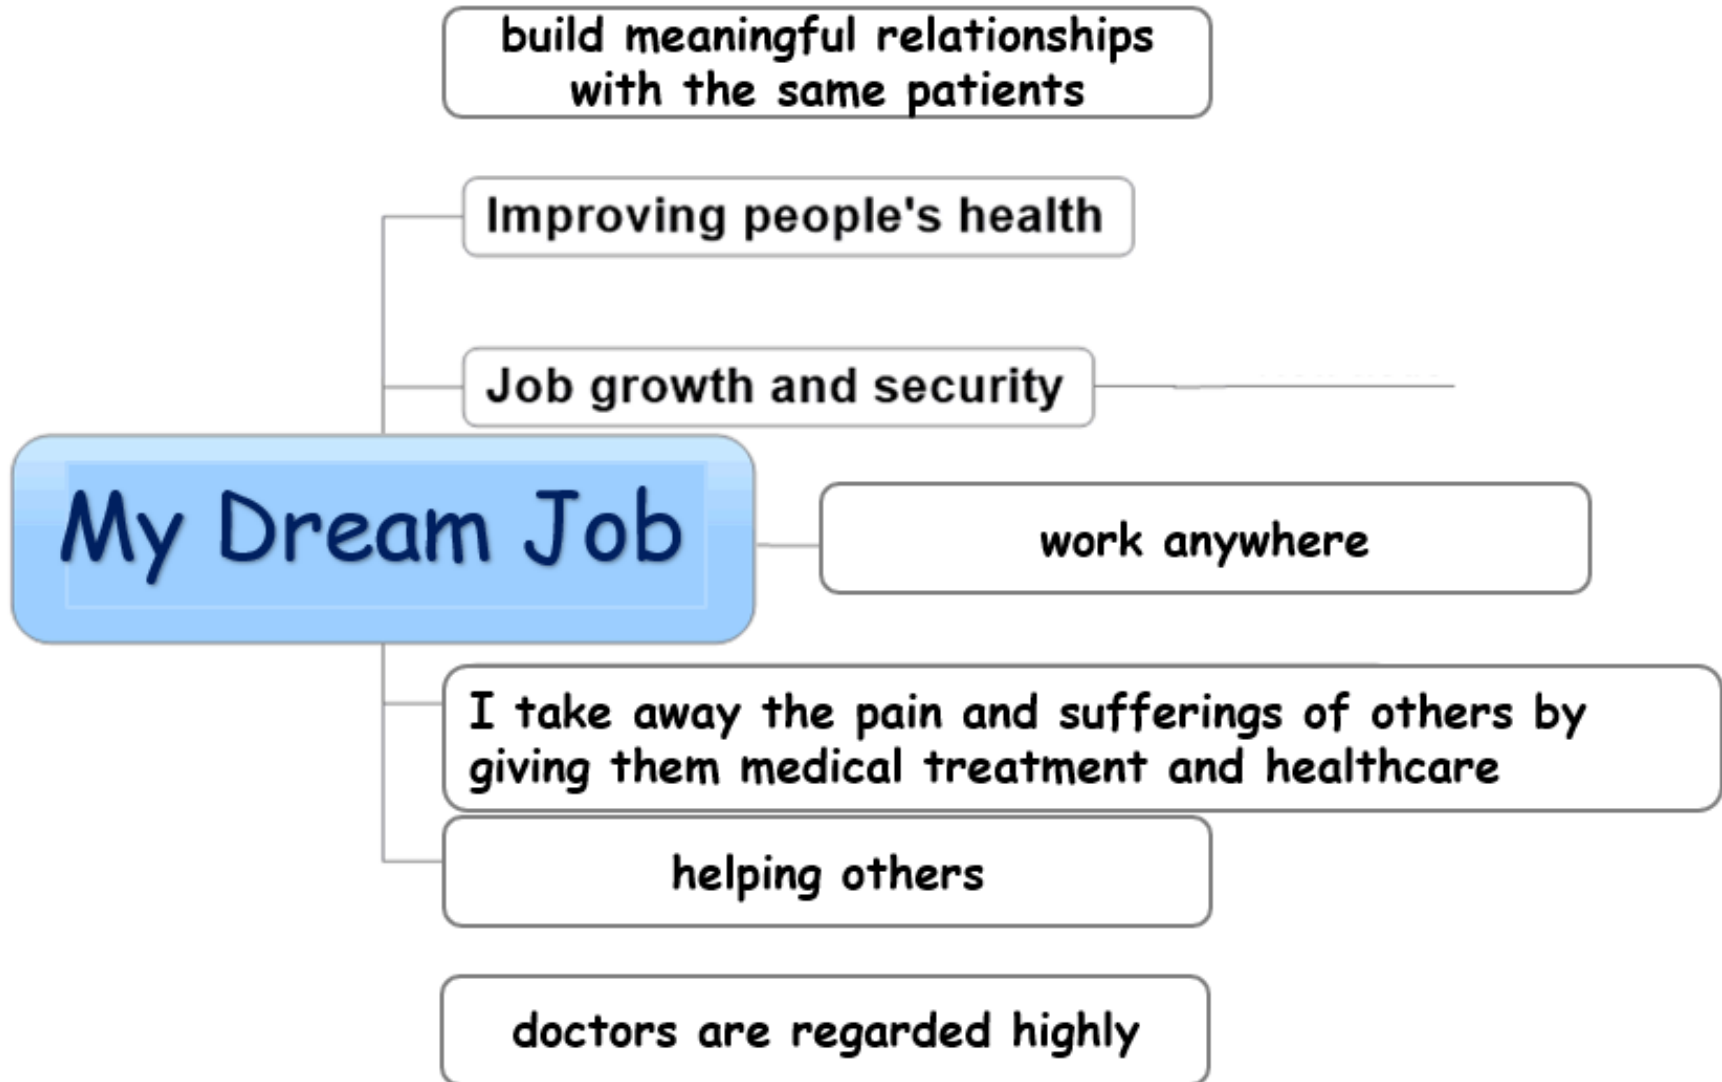 build meaningful relationships
with the same patients
Improving people's health
Job growth and security
My Dream Job
work anywhere
I take away the pain and sufferings of others by
giving them medical treatment and healthcare
helping others
doctors are regarded highly